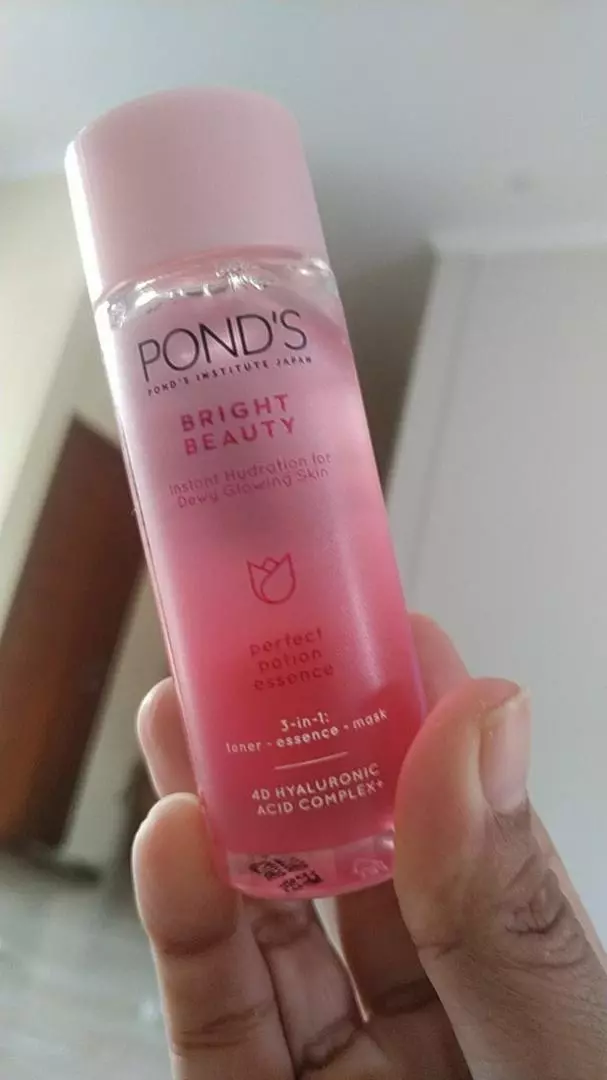 POND'S
POND'S INSTITUTE JAPAN
BRIGHT
BEAUTY
Instant Hydration for
Dewy Glowing Skin
perfect
potion
essence
3-in-1:
toner - essence - mask
4D HYALURONIC
ACID COMPLEX+